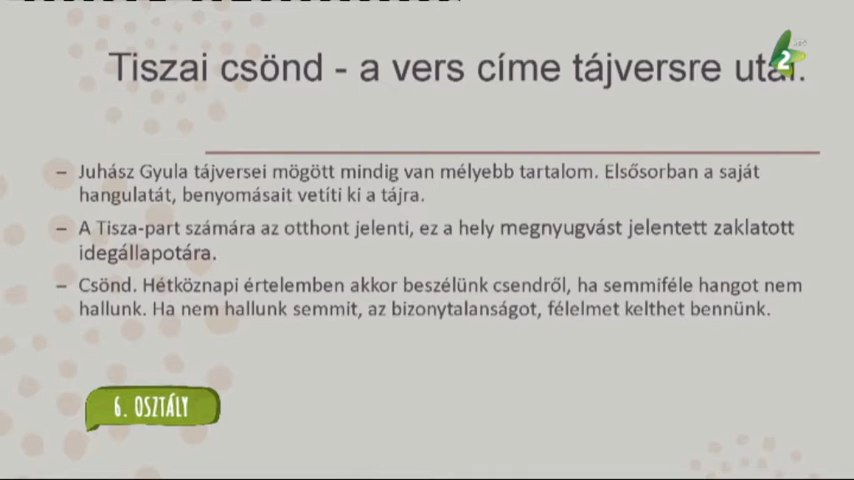 Tiszai csönd - a vers címe tájversre utal.
2
– Juhász Gyula tájversei mögött mindig van mélyebb tartalom. Elsősorban a saját
hangulatát, benyomásait vetíti ki a tájra.
– A Tisza-part számára az otthont jelenti, ez a hely megnyugvást jelentett zaklatott
idegállapotára.
– Csönd. Hétköznapi értelemben akkor beszélünk csendről, ha semmiféle hangot nem
hallunk. Ha nem hallunk semmit, az bizonytalanságot, félelmet kelthet bennünk.
6. OSZTÁLY